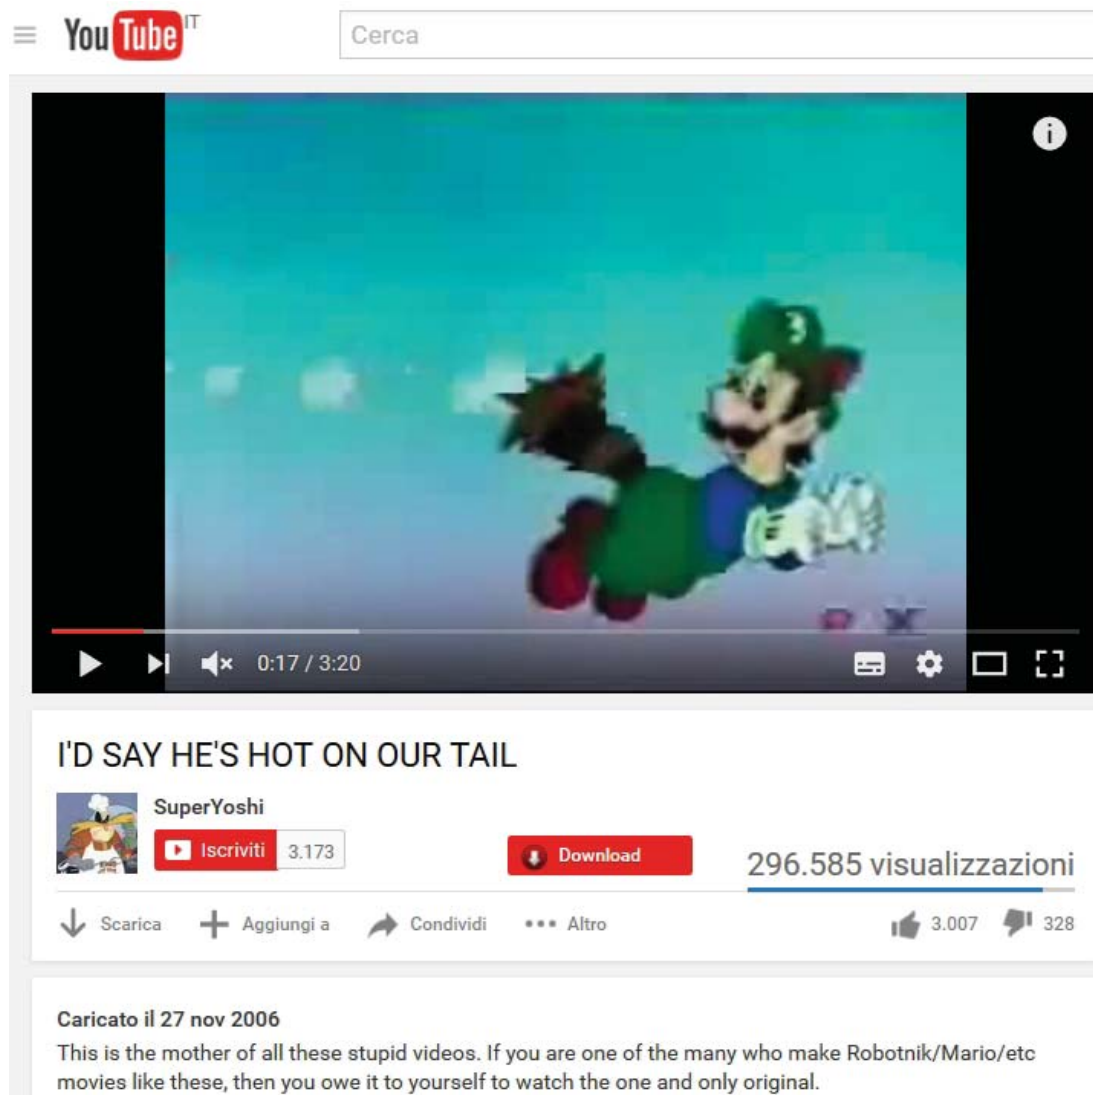 YouTube IT
Cerca
i
3
0:17 / 3:20
I'D SAY HE'S HOT ON OUR TAIL
SuperYoshi
Iscriviti 3.173
Download
296.585 visualizzazioni
Scarica Aggiungi a Condividi Altro 3.007 328
Caricato il 27 nov 2006
This is the mother of all these stupid videos. If you are one of the many who make Robotnik/Mario/etc
movies like these, then you owe it to yourself to watch the one and only original.